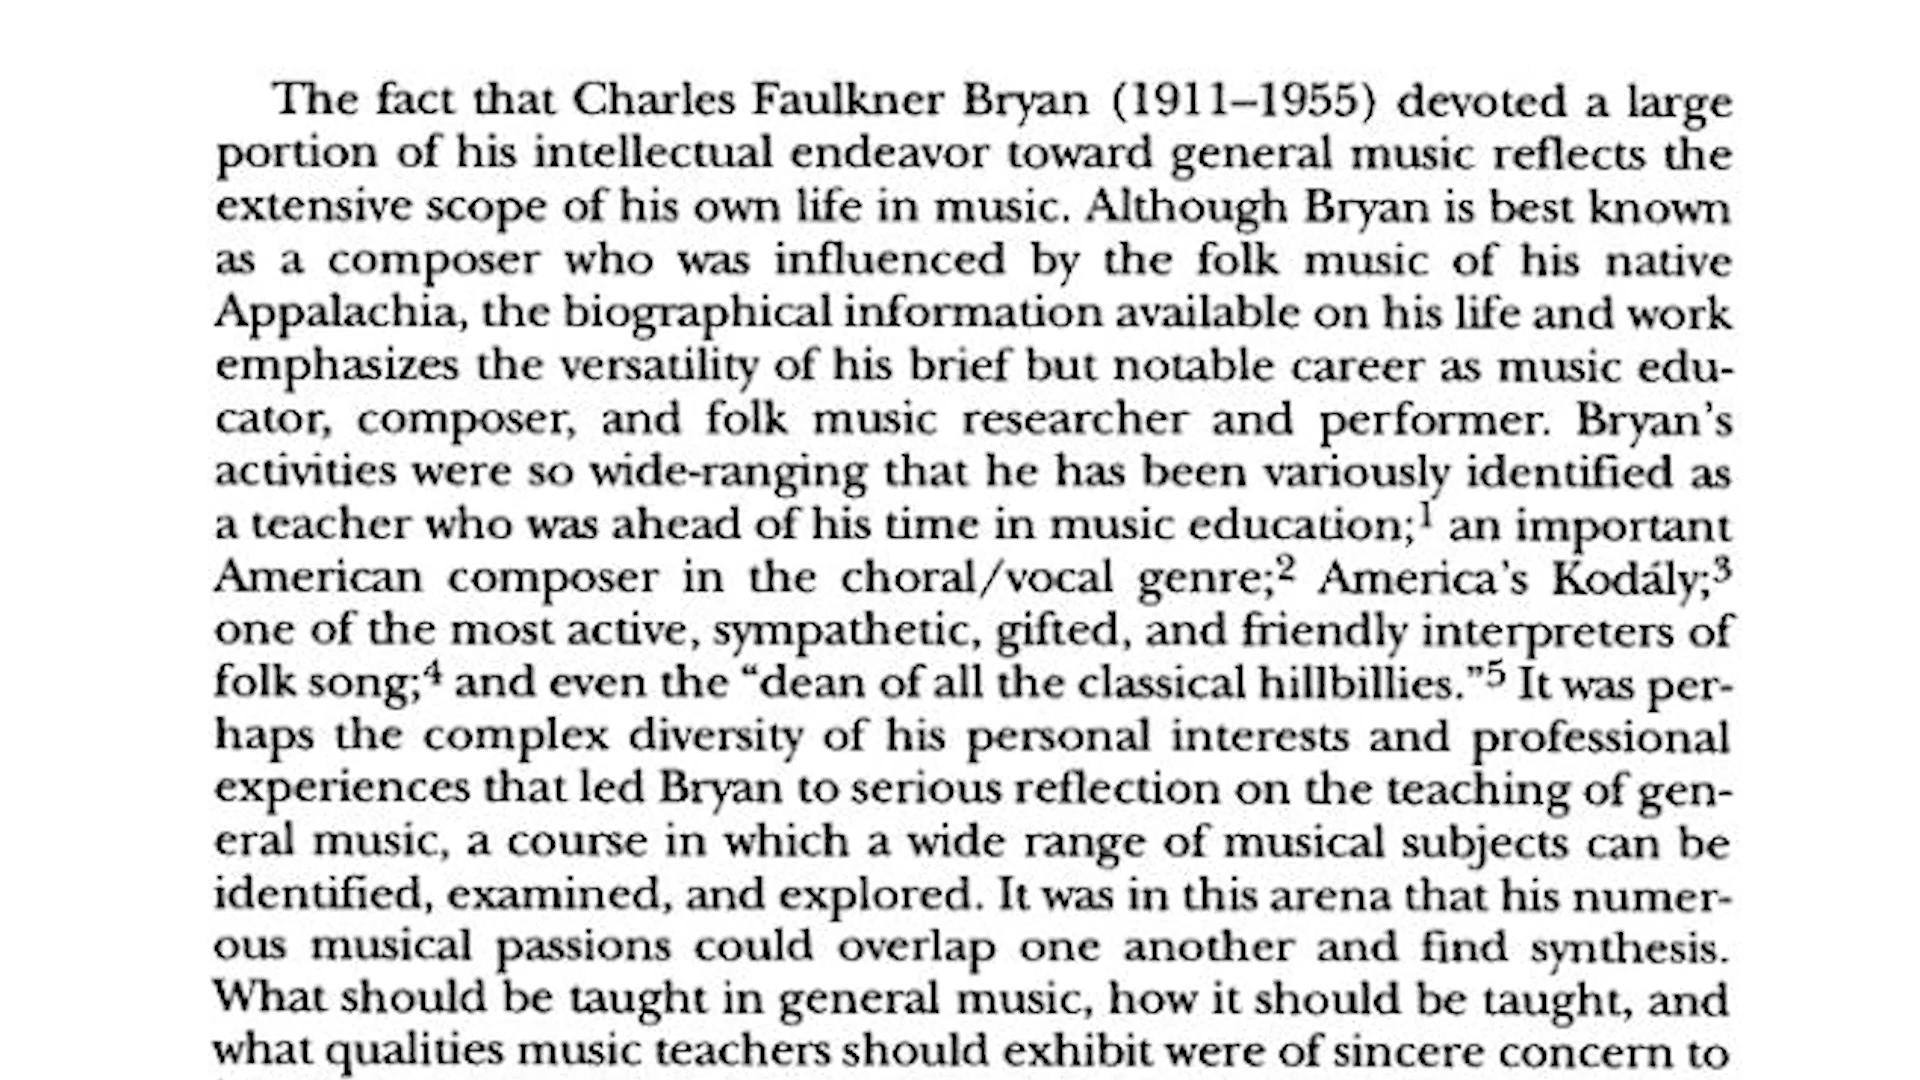 The fact that Charles Faulkner Bryan (1911–1955) devoted a large
portion of his intellectual endeavor toward general music reflects the
extensive scope of his own life in music. Although Bryan is best known
as a composer who was influenced by the folk music of his native
Appalachia, the biographical information available on his life and work
emphasizes the versatility of his brief but notable career as music edu-
cator, composer, and folk music researcher and performer. Bryan's
activities were so wide-ranging that he has been variously identified as
a teacher who was ahead of his time in music education;¹ an important
American composer in the choral/vocal genre;² America's Kodály;³
one of the most active, sympathetic, gifted, and friendly interpreters of
folk song;⁴ and even the “dean of all the classical hillbillies.”⁵ It was per-
haps the complex diversity of his personal interests and professional
experiences that led Bryan to serious reflection on the teaching of gen-
eral music, a course in which a wide range of musical subjects can be
identified, examined, and explored. It was in this arena that his numer-
ous musical passions could overlap one another and find synthesis.
What should be taught in general music, how it should be taught, and
what qualities music teachers should exhibit were of sincere concern to